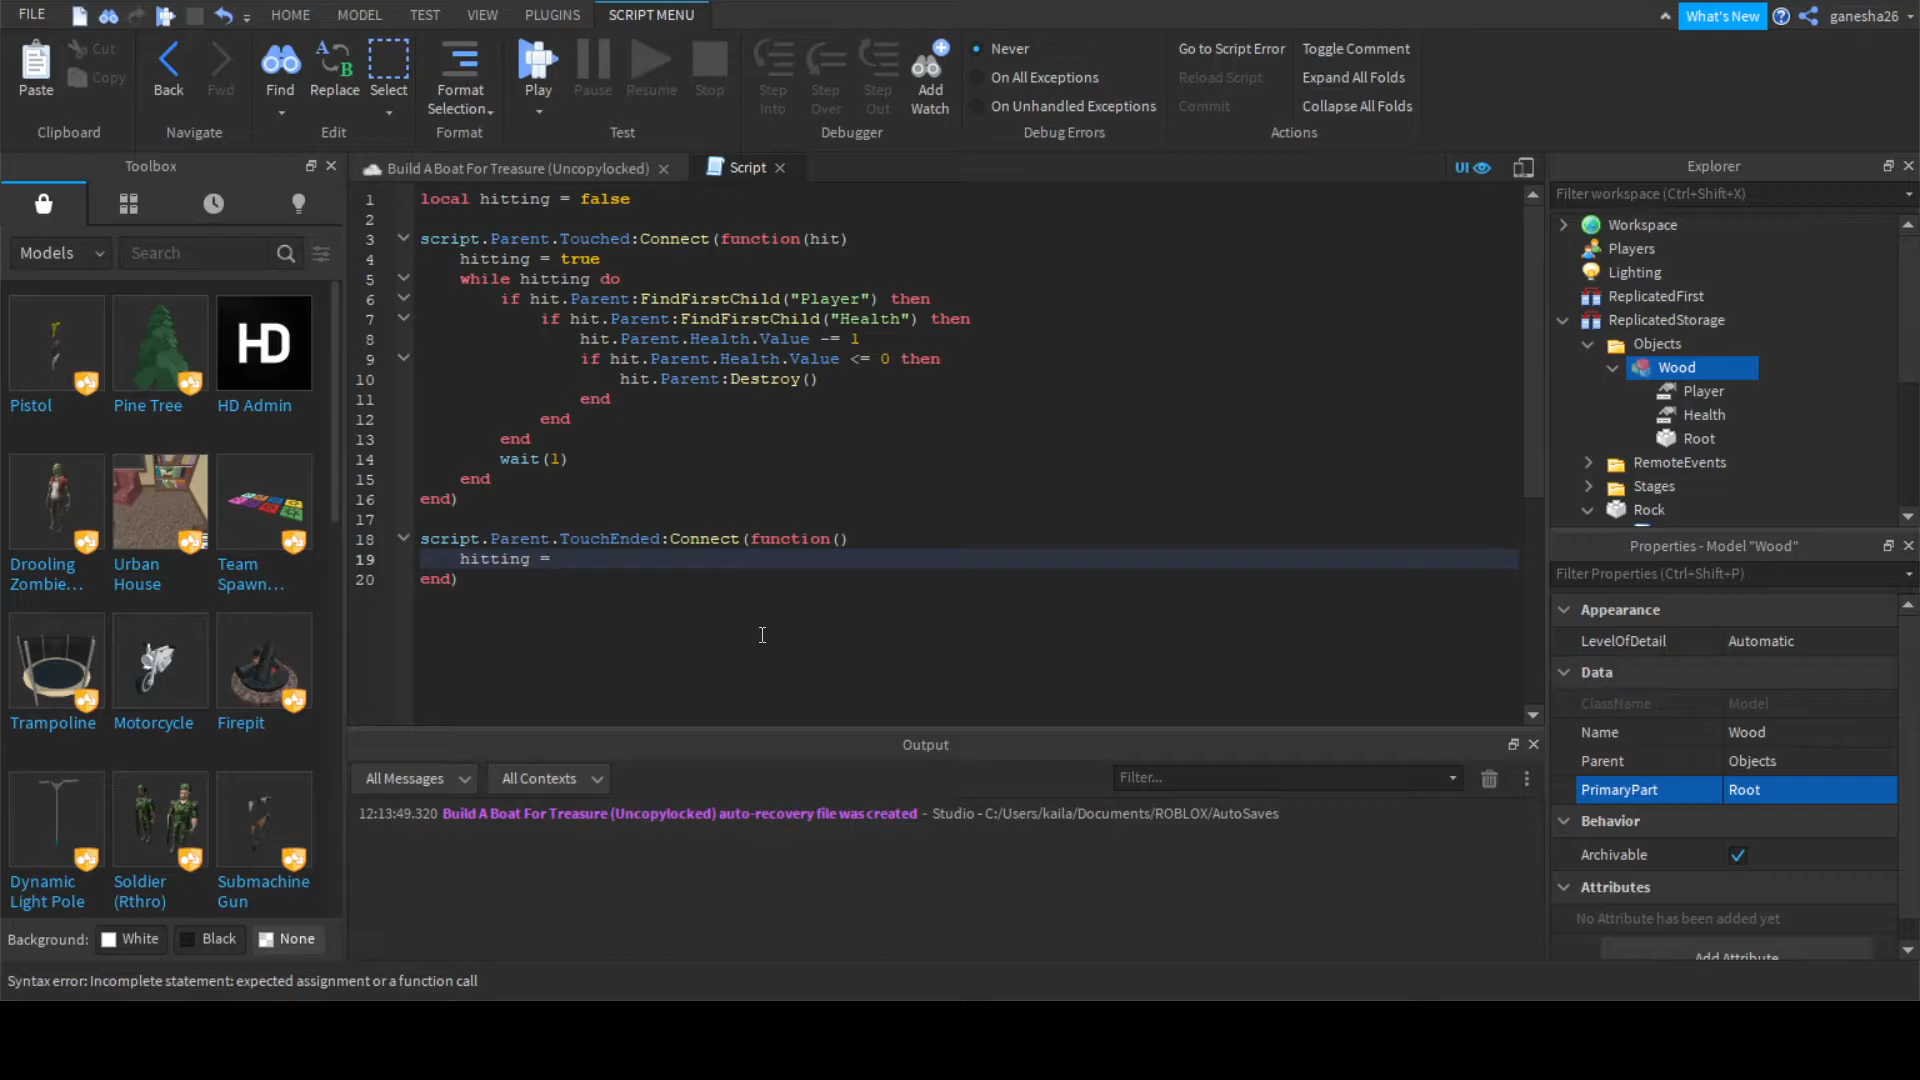 FILE
HOME
MODEL
TEST
VIEW
PLUGINS
SCRIPT MENU
What's New
ganesha26
Paste
Cut
Copy
Clipboard
Back
Fwd
Navigate
Find
Replace
Select
Edit
Format
Selection
Format
Play
Pause
Resume
Stop
Test
Step
Into
Step
Over
Step
Out
Add
Watch
Debugger
Never
On All Exceptions
On Unhandled Exceptions
Debug Errors
Go to Script Error
Reload Script
Commit
Toggle Comment
Expand All Folds
Collapse All Folds
Actions
Toolbox
Models
Search
Pistol
Pine Tree
HD
HD Admin
Drooling
Zombie...
Urban
House
Team
Spawn...
Trampoline
Motorcycle
Firepit
Dynamic
Light Pole
Soldier
(Rthro)
Submachine
Gun
Background:
White
Black
None
Build A Boat For Treasure (Uncopylocked)
Script
UI
1 local hitting = false
2
3 script.Parent.Touched:Connect(function(hit)
4 hitting = true
5 while hitting do
6 if hit.Parent:FindFirstChild("Player") then
7 if hit.Parent:FindFirstChild("Health") then
8 hit.Parent.Health.Value -= 1
9 if hit.Parent.Health.Value <= 0 then
10 hit.Parent:Destroy()
11 end
12 end
13 end
14 wait(1)
15 end
16 end)
17
18 script.Parent.TouchEnded:Connect(function()
19 hitting =
20 end)
Output
All Messages
All Contexts
Filter...
12:13:49.320 Build A Boat For Treasure (Uncopylocked) auto-recovery file was created - Studio - C:/Users/kaila/Documents/ROBLOX/AutoSaves
Explorer
Filter workspace (Ctrl+Shift+X)
Workspace
Players
Lighting
ReplicatedFirst
ReplicatedStorage
Objects
Wood
Player
Health
Root
RemoteEvents
Stages
Rock
Properties - Model "Wood"
Filter Properties (Ctrl+Shift+P)
Appearance
LevelOfDetail Automatic
Data
ClassName Model
Name Wood
Parent Objects
PrimaryPart Root
Behavior
Archivable
Attributes
No Attribute has been added yet
Add Attribute
Syntax error: Incomplete statement: expected assignment or a function call